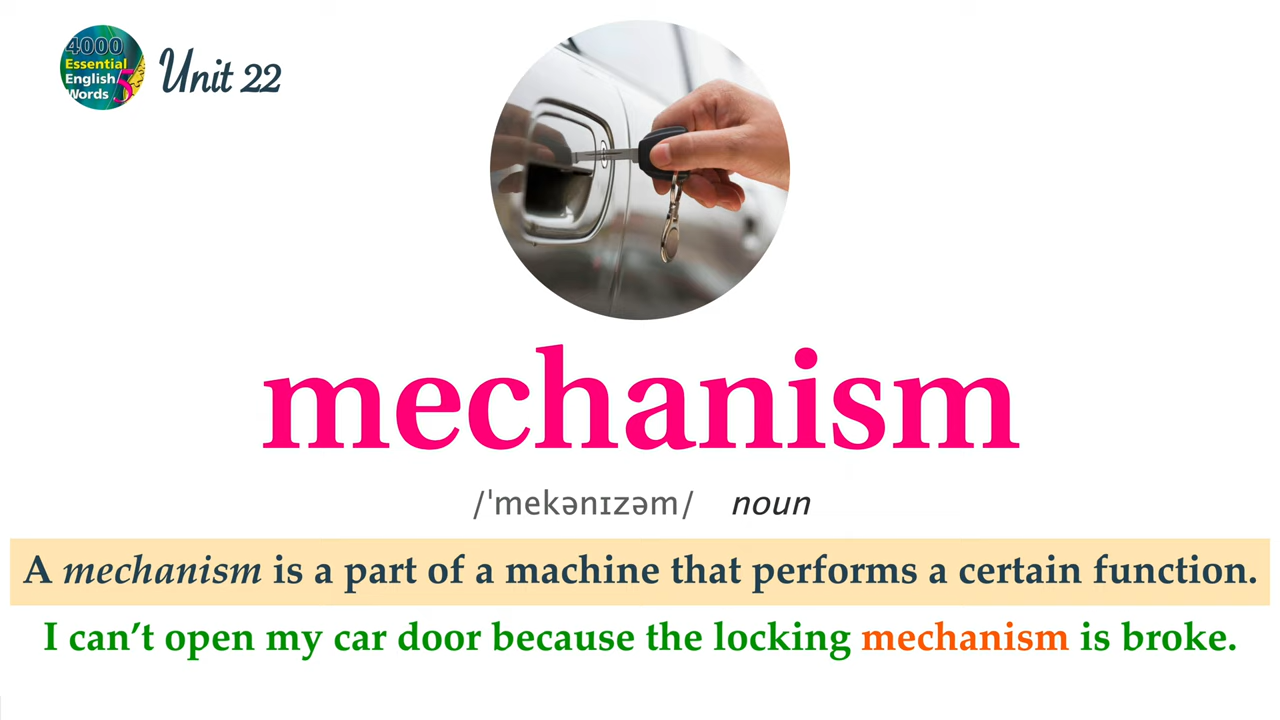 4000
Essential
English
Words 5
Unit 22
mechanism
/ˈmekənɪzəm/ noun
A mechanism is a part of a machine that performs a certain function.
I can’t open my car door because the locking mechanism is broke.